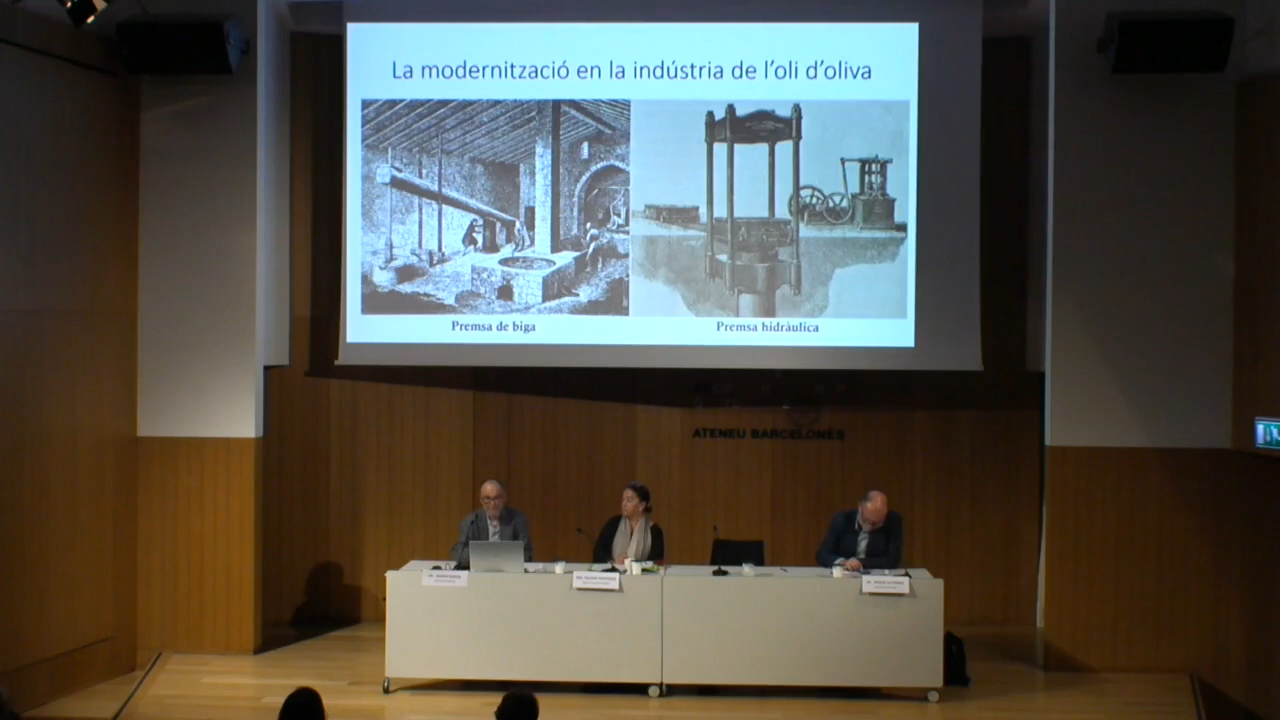 La modernització en la indústria de l’oli d’oliva
Premsa de biga
Premsa hidràulica
ATENEU BARCELONÈS